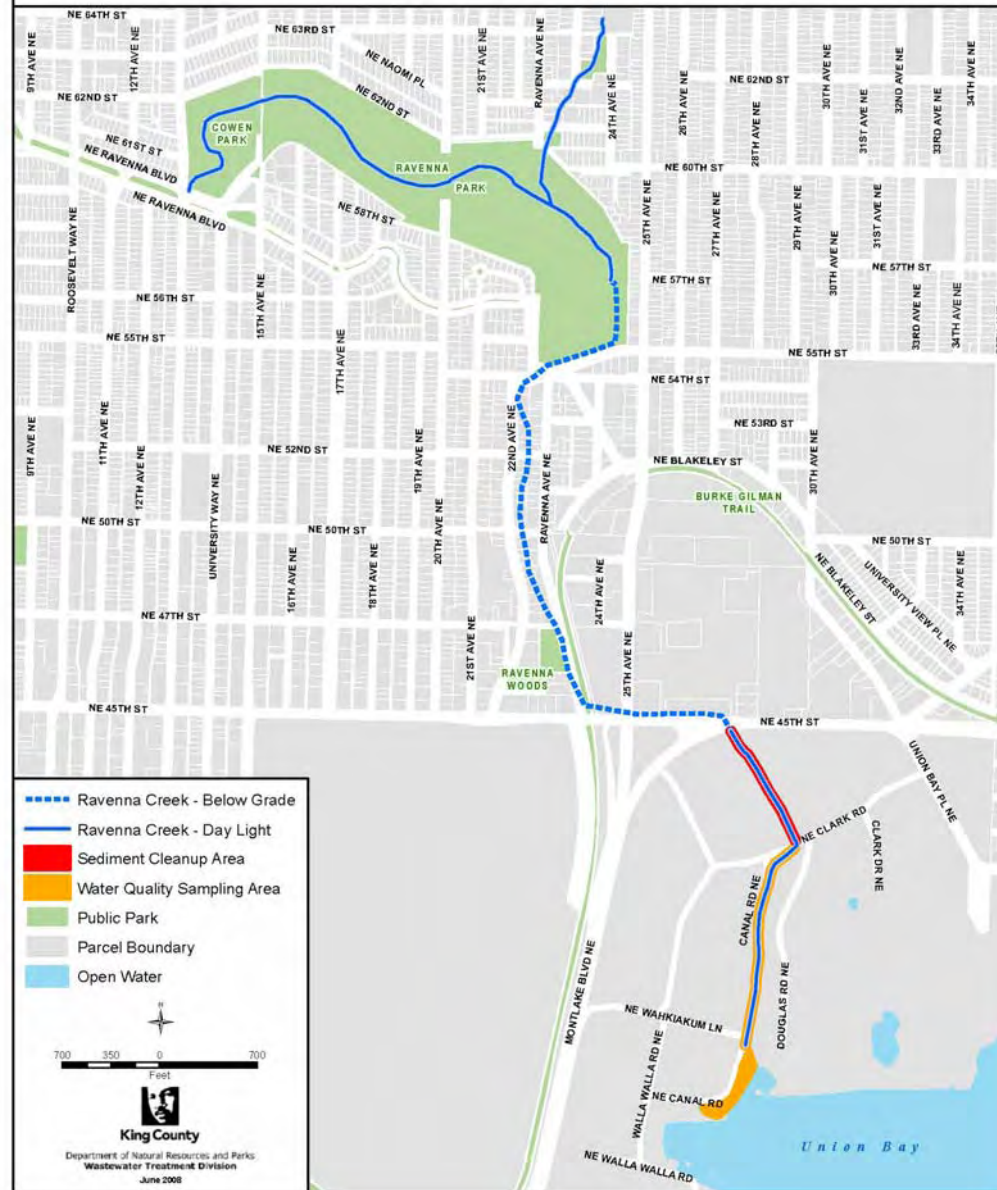 NE 64TH ST
NE 63RD ST
NE NAOMI PL
NE 62ND ST
9TH AVE NE
12TH AVE NE
21ST AVE NE
RAVENNA AVE NE
24TH AVE NE
26TH AVE NE
28TH AVE NE
NE 62ND ST
30TH AVE NE
31ST AVE NE
32ND AVE NE
33RD AVE NE
34TH AVE NE
NE 62ND ST
NE 61ST ST
NE RAVENNA BLVD
NE RAVENNA BLVD
COWEN
PARK
RAVENNA
PARK
NE 58TH ST
NE 60TH ST
25TH AVE NE
27TH AVE NE
29TH AVE NE
30TH AVE NE
31ST AVE NE
NE 57TH ST
NE 57TH ST
33RD AVE NE
34TH AVE NE
ROOSEVELT WAY NE
NE 56TH ST
15TH AVE NE
NE 55TH ST
17TH AVE NE
NE 55TH ST
NE 54TH ST
NE 53RD ST
9TH AVE NE
11TH AVE NE
12TH AVE NE
UNIVERSITY WAY NE
NE 52ND ST
19TH AVE NE
22ND AVE NE
RAVENNA AVE NE
NE BLAKELEY ST
30TH AVE NE
BURKE GILMAN
TRAIL
NE 50TH ST
NE 50TH ST
20TH AVE NE
NE 50TH ST
16TH AVE NE
18TH AVE NE
24TH AVE NE
NE BLAKELEY ST
UNIVERSITY VIEW PL NE
34TH AVE NE
NE 47TH ST
21ST AVE NE
RAVENNA
WOODS
25TH AVE NE
NE 45TH ST
NE 45TH ST
UNION BAY PL NE
NE CLARK RD
CLARK DR NE
CANAL RD NE
DOUGLAS RD NE
MONTLAKE BLVD NE
NE WAHKIAKUM LN
WALLA WALLA RD NE
NE CANAL RD
NE WALLA WALLA RD
Union Bay
Ravenna Creek - Below Grade
Ravenna Creek - Day Light
Sediment Cleanup Area
Water Quality Sampling Area
Public Park
Parcel Boundary
Open Water
N
700 350 0 700
Feet
King County
Department of Natural Resources and Parks
Wastewater Treatment Division
June 2008